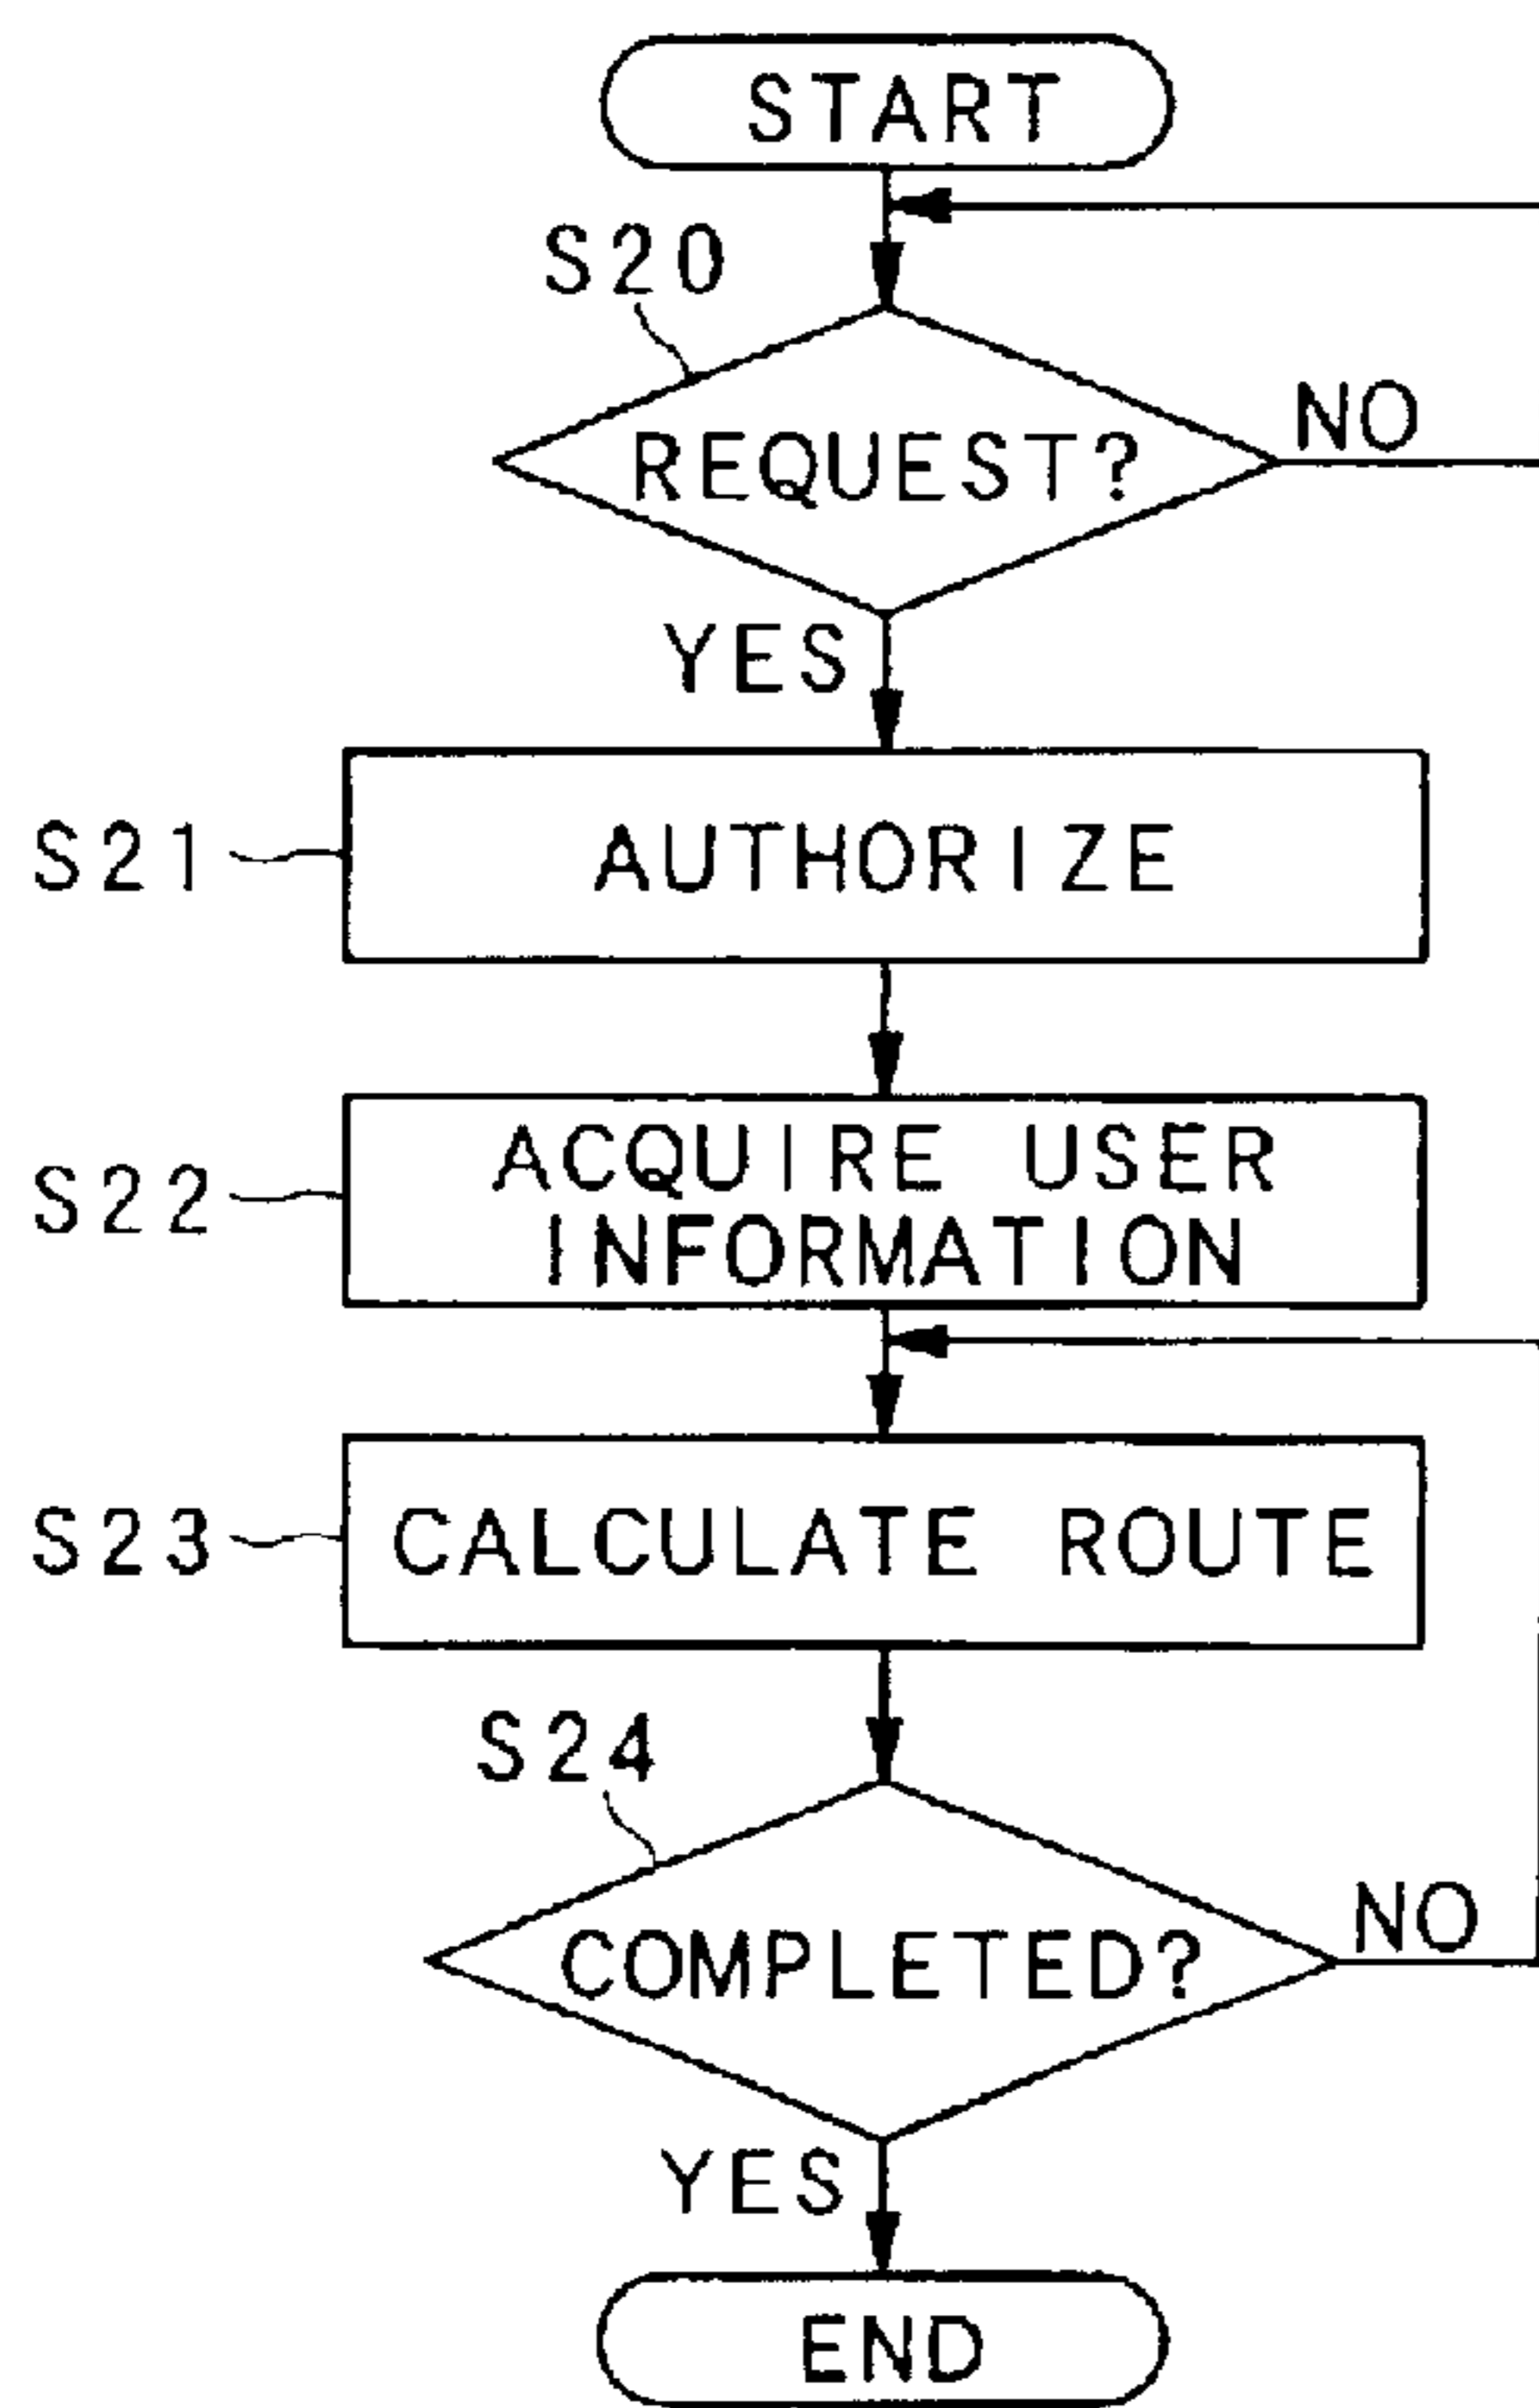 START
S20
REQUEST?
NO
YES
S21
AUTHORIZE
S22
ACQUIRE USER
INFORMATION
S23
CALCULATE ROUTE
S24
COMPLETED?
NO
YES
END